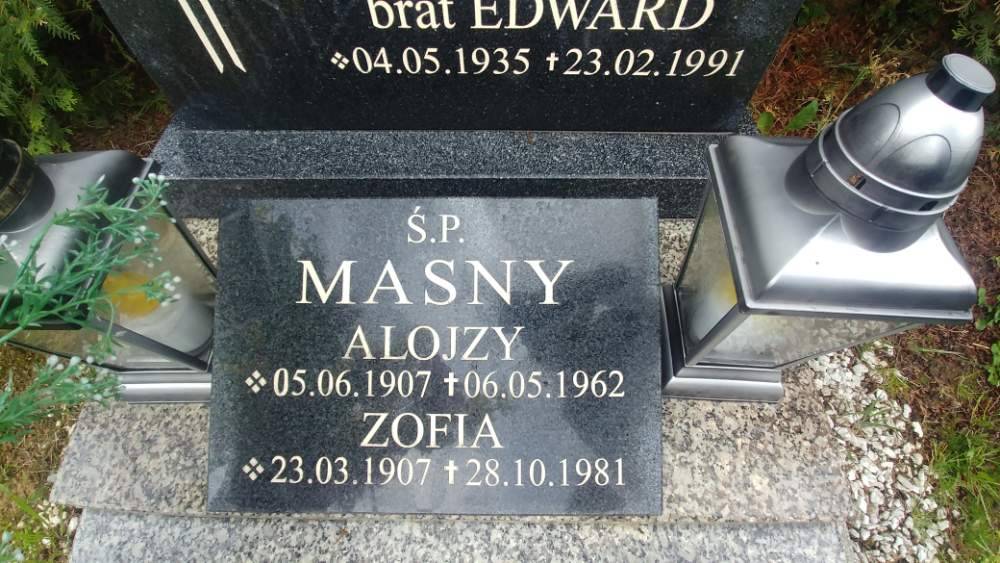 brat EDWARD
❖04.05.1935 ✝23.02.1991
Ś.P.
MASNY
ALOJZY
❖05.06.1907 ✝06.05.1962
ZOFIA
❖23.03.1907 ✝28.10.1981